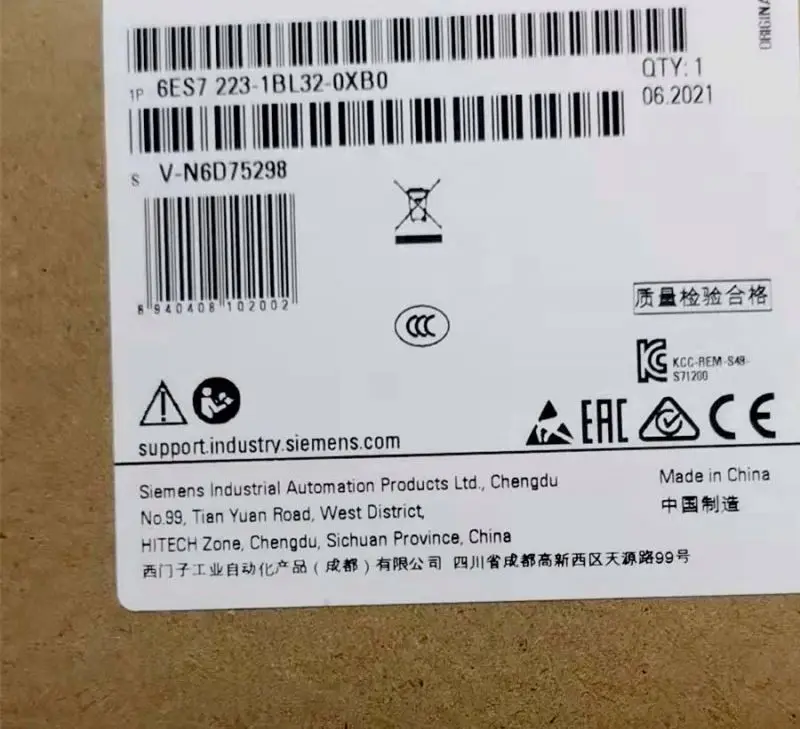 1P 6ES7 223-1BL32-0XB0
QTY: 1
06.2021
S V-N6D75298
8 940408 102002
质量检验合格
CCC
KCC-REM-S49-
S71200
EAC
CE
support.industry.siemens.com
Siemens Industrial Automation Products Ltd., Chengdu
No.99, Tian Yuan Road, West District,
HITECH Zone, Chengdu, Sichuan Province, China
西门子工业自动化产品（成都）有限公司 四川省成都高新西区天源路99号
Made in China
中国制造